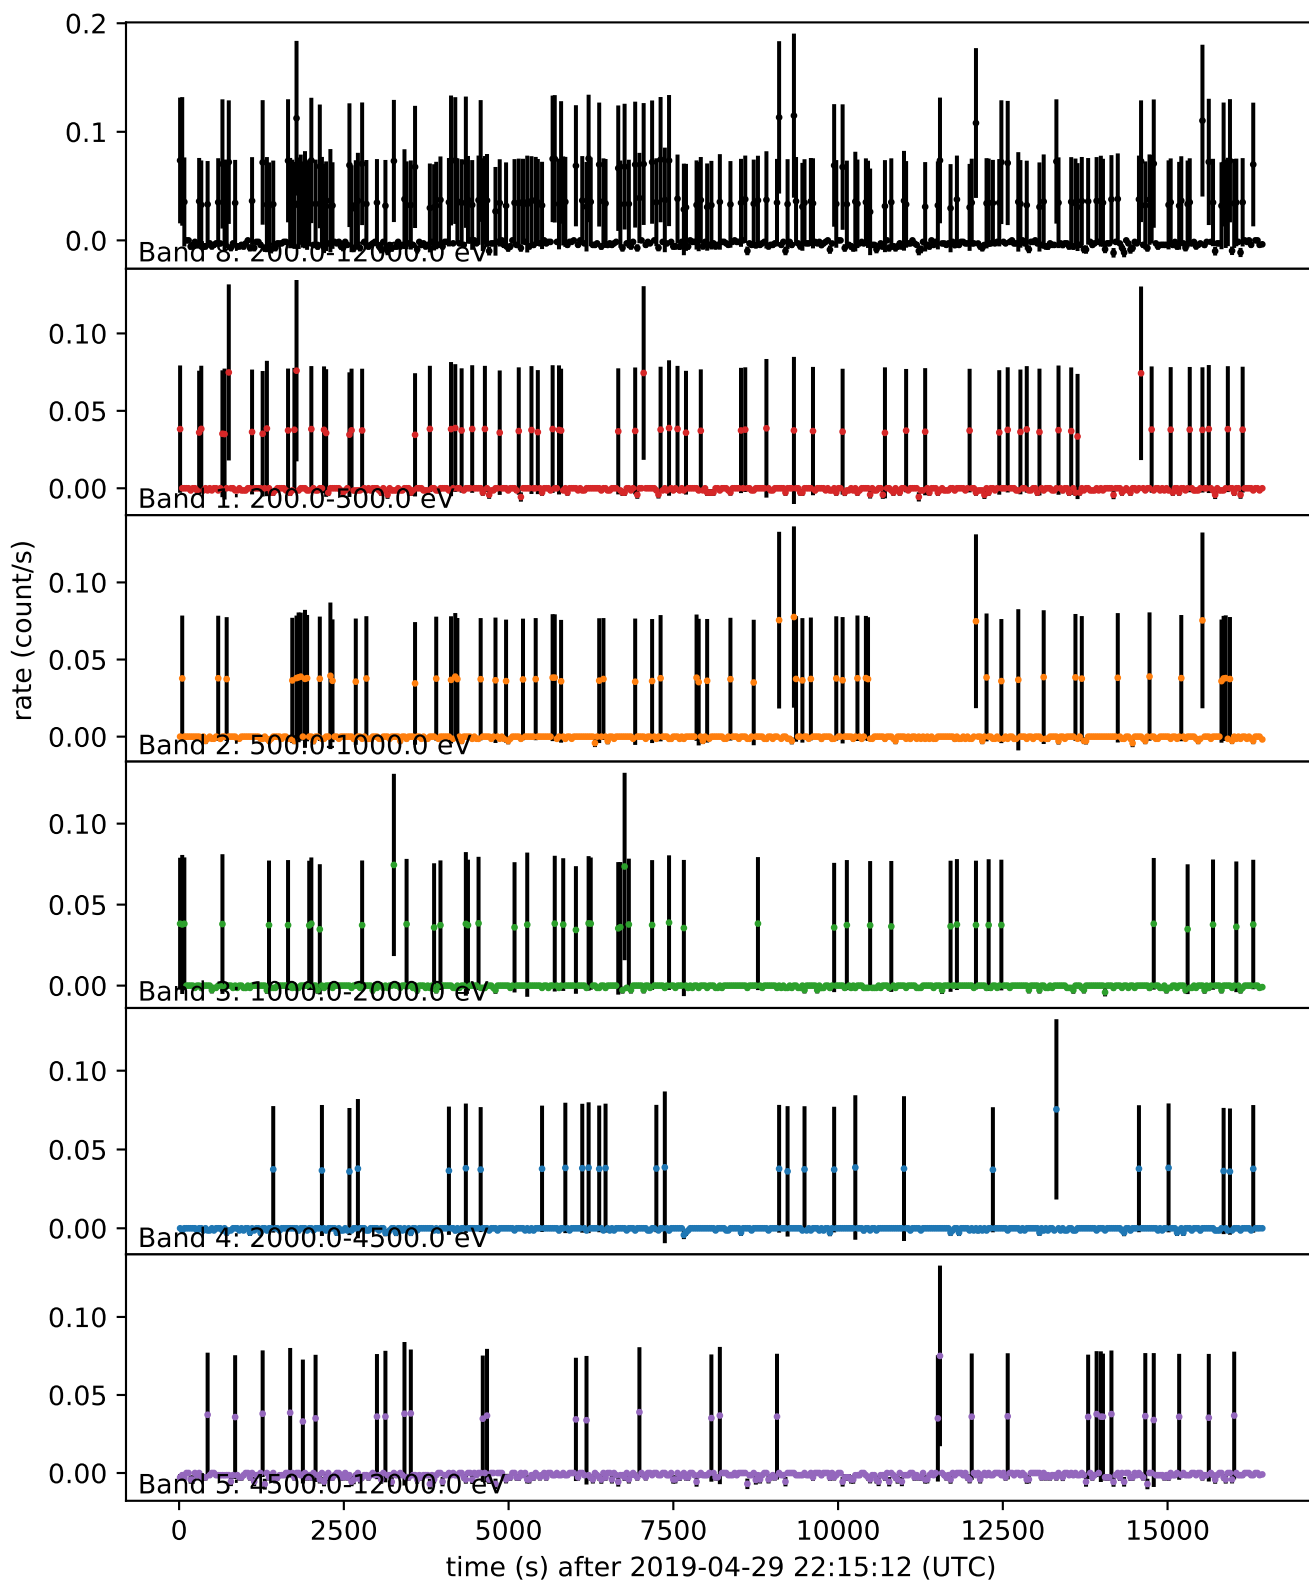 0.2
0.1
0.0
Band 8: 200.0-12000.0 eV
0.10
0.05
0.00
Band 1: 200.0-500.0 eV
rate (count/s)
0.10
0.05
0.00
Band 2: 500.0-1000.0 eV
0.10
0.05
0.00
Band 3: 1000.0-2000.0 eV
0.10
0.05
0.00
Band 4: 2000.0-4500.0 eV
0.10
0.05
0.00
Band 5: 4500.0-12000.0 eV
0 2500 5000 7500 10000 12500 15000
time (s) after 2019-04-29 22:15:12 (UTC)